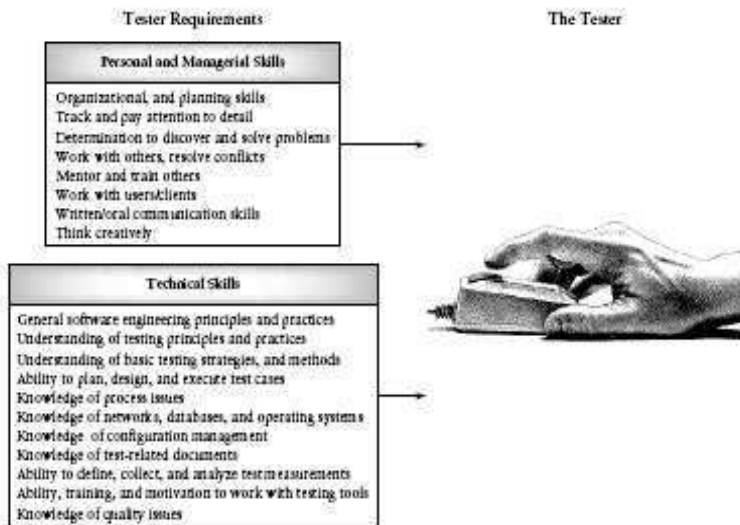 Tester Requirements
The Tester
Personal and Managerial Skills
Organizational, and planning skills
Track and pay attention to detail
Determination to discover and solve problems
Work with others, resolve conflicts
Mentor and train others
Work with users/clients
Written/oral communication skills
Think creatively
Technical Skills
General software engineering principles and practices
Understanding of testing principles and practices
Understanding of basic testing strategies, and methods
Ability to plan, design, and execute test cases
Knowledge of process issues
Knowledge of networks, databases, and operating systems
Knowledge of configuration management
Knowledge of test-related documents
Ability to define, collect, and analyze test measurements
Ability, training, and motivation to work with testing tools
Knowledge of quality issues